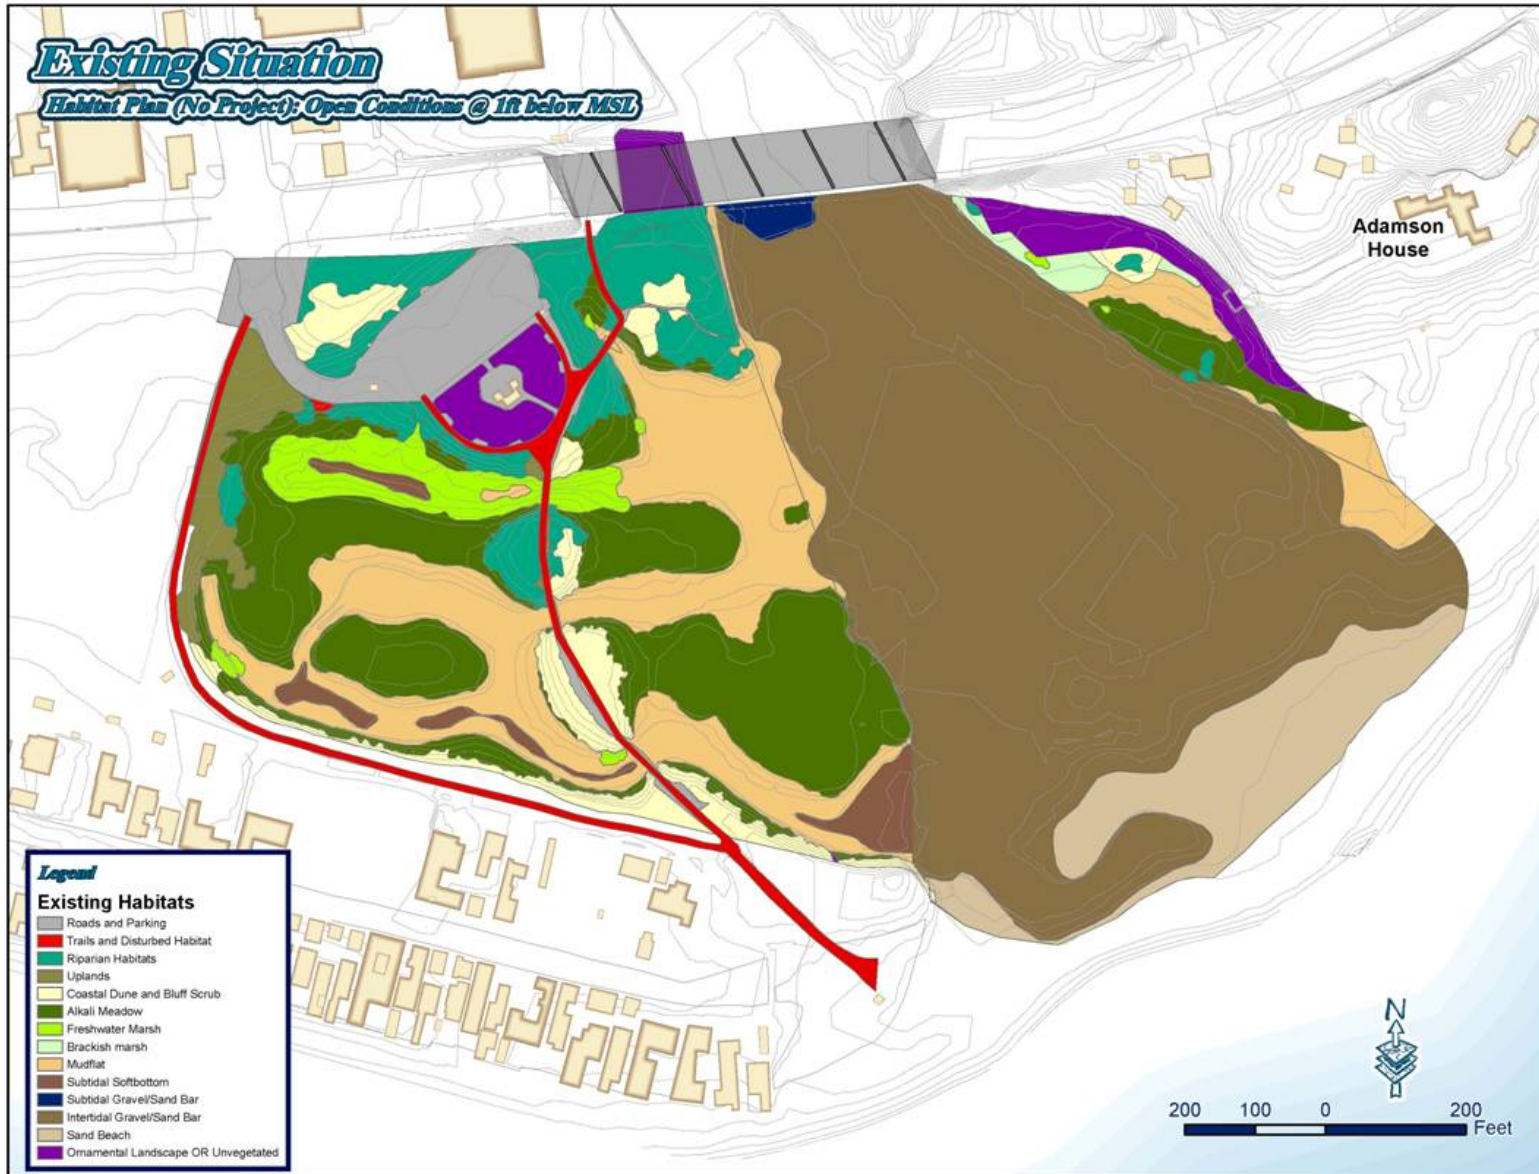 Existing Situation
Habitat Plan (No Project): Open Conditions @ 1ft below MSL
Adamson
House
Legend
Existing Habitats
Roads and Parking
Trails and Disturbed Habitat
Riparian Habitats
Uplands
Coastal Dune and Bluff Scrub
Alkali Meadow
Freshwater Marsh
Brackish marsh
Mudflat
Subtidal Softbottom
Subtidal Gravel/Sand Bar
Intertidal Gravel/Sand Bar
Sand Beach
Ornamental Landscape OR Unvegetated
N
200 100 0 200
Feet